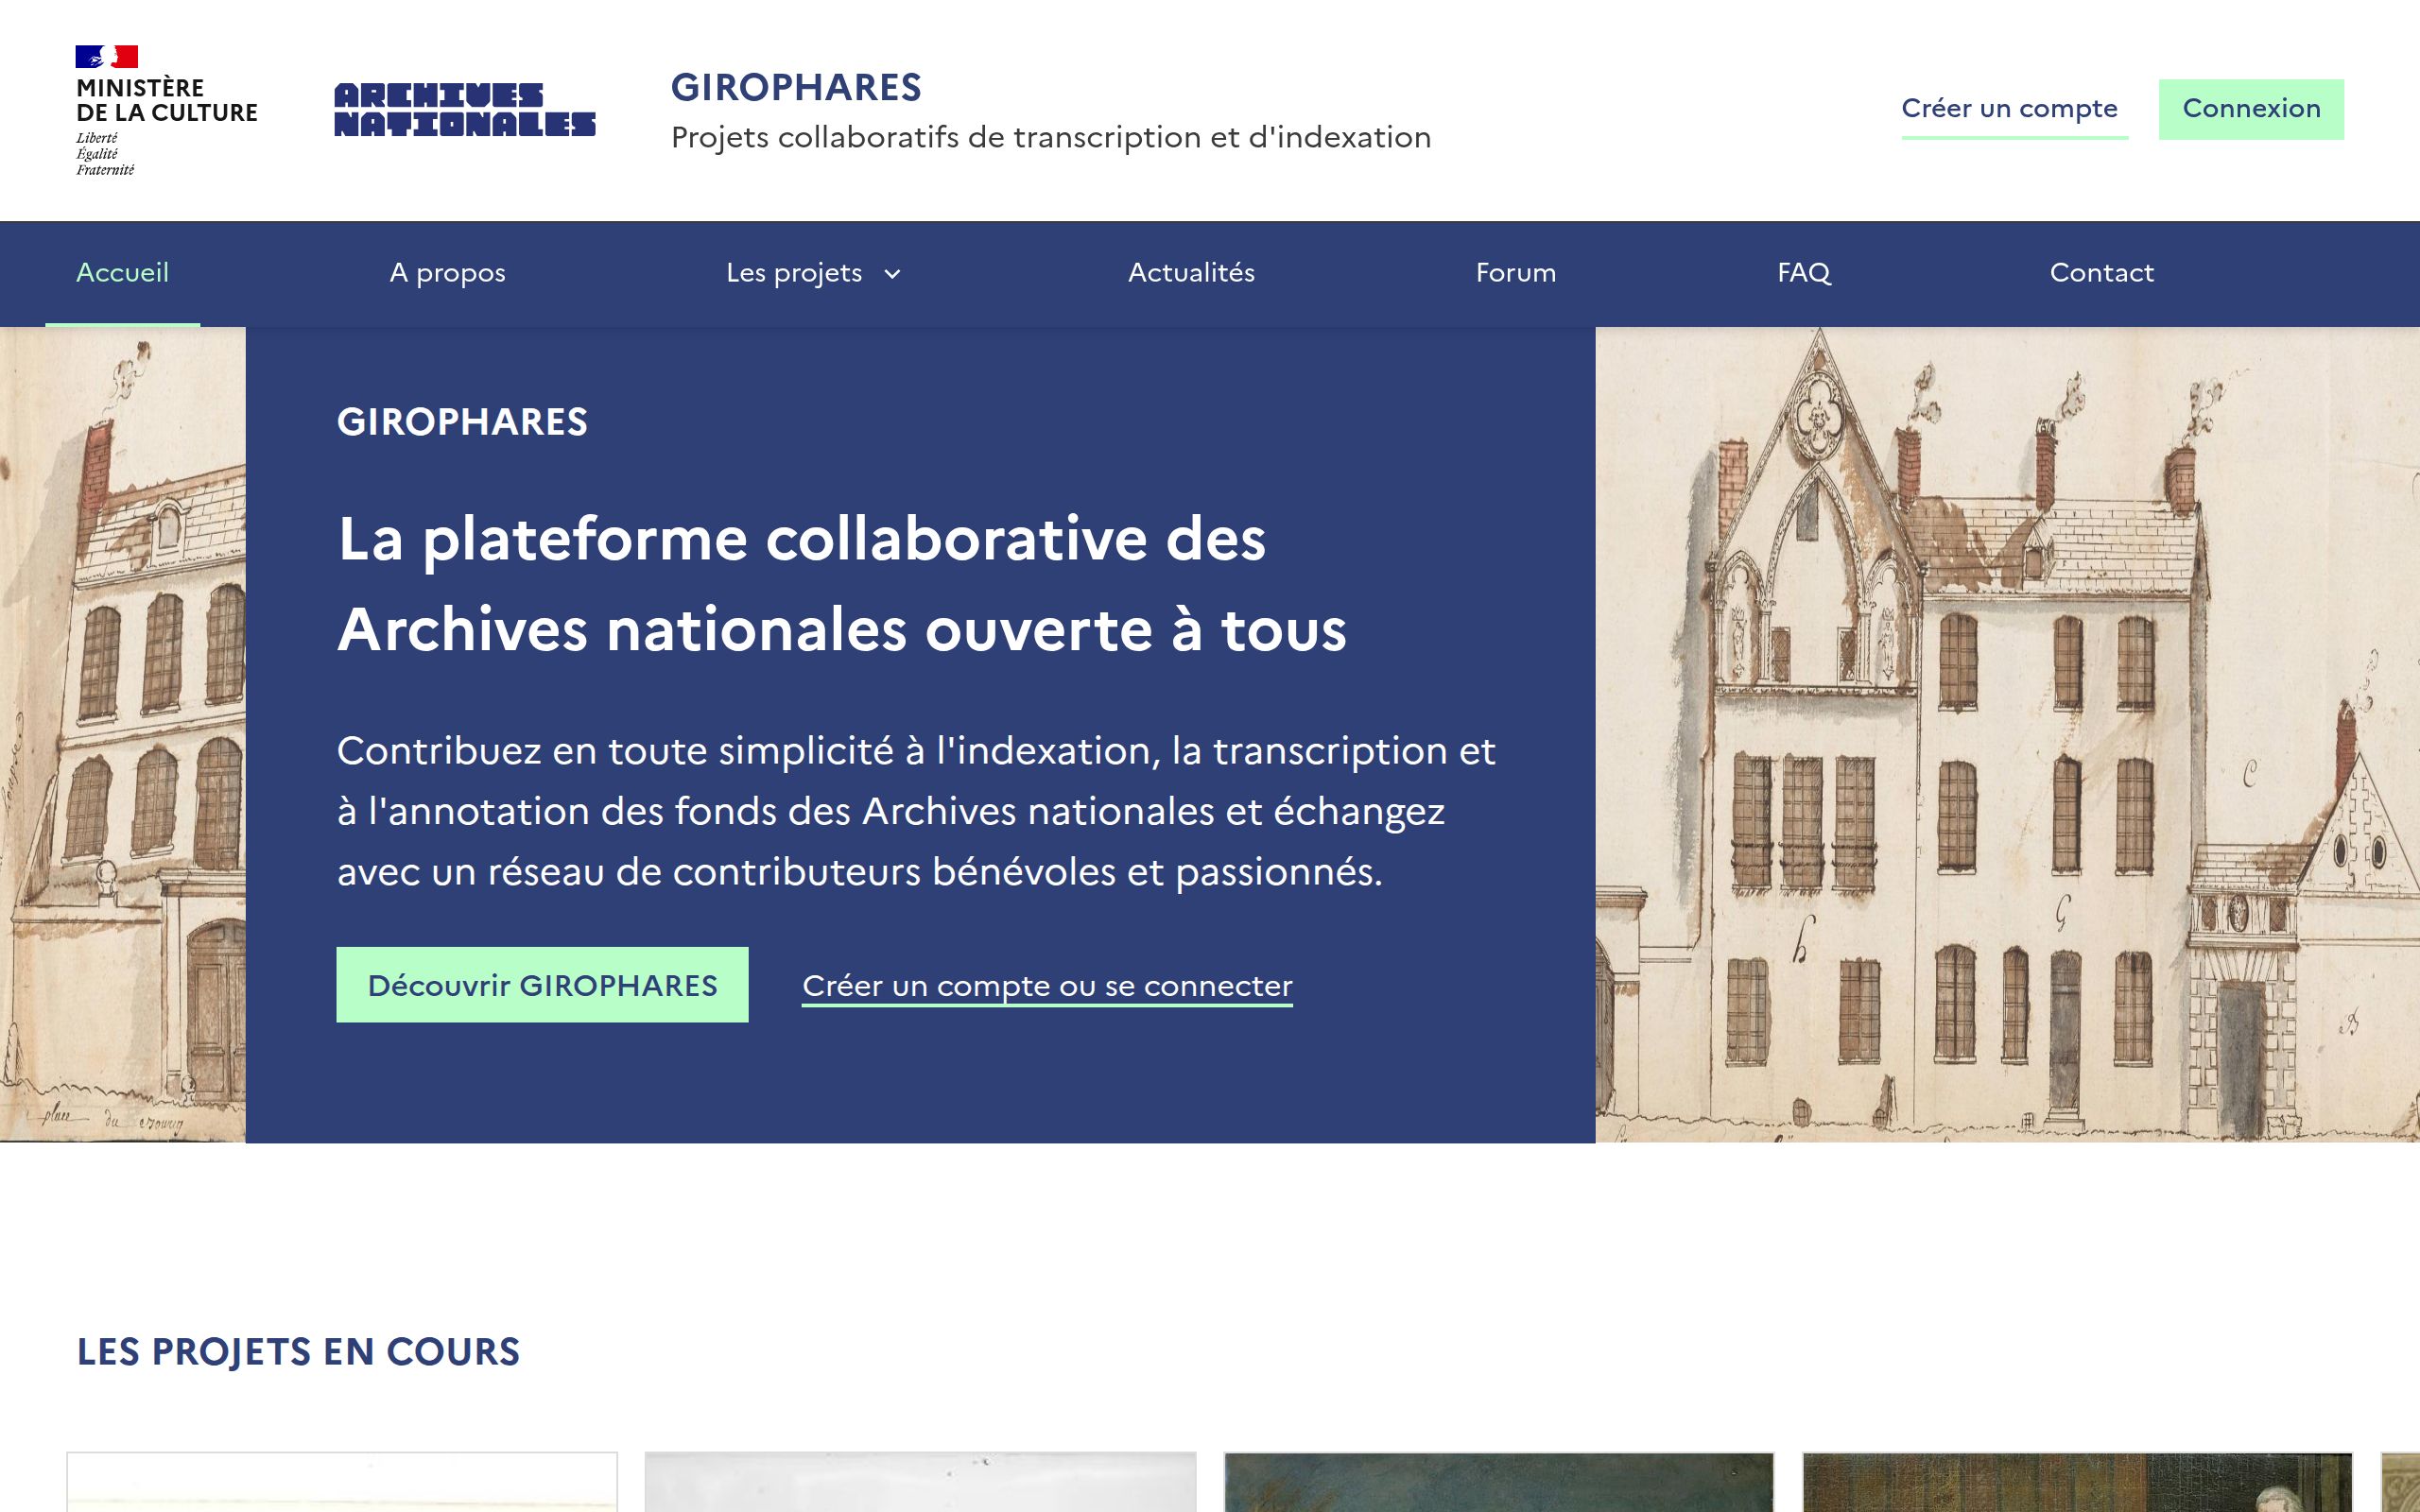 MINISTÈRE
DE LA CULTURE
Liberté
Égalité
Fraternité
ARCHIVES
NATIONALES
GIROPHARES
Projets collaboratifs de transcription et d'indexation
Créer un compte
Connexion
Accueil
A propos
Les projets
Actualités
Forum
FAQ
Contact
GIROPHARES
La plateforme collaborative des
Archives nationales ouverte à tous
Contribuez en toute simplicité à l'indexation, la transcription et
à l'annotation des fonds des Archives nationales et échangez
avec un réseau de contributeurs bénévoles et passionnés.
Découvrir GIROPHARES
Créer un compte ou se connecter
C
G
h
B
place du
LES PROJETS EN COURS